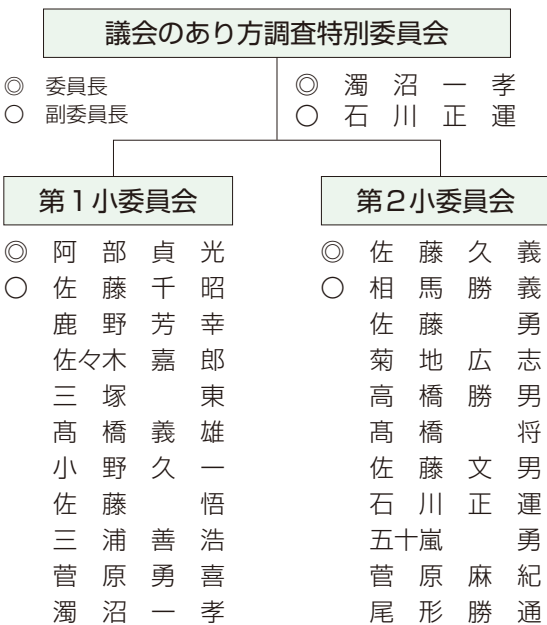 議会のあり方調査特別委員会
◎ 委員長
○ 副委員長
◎ 濁沼一孝
○ 石川正運
第1小委員会
◎ 阿部貞光
○ 佐藤千昭
鹿野芳幸
佐々木嘉郎
三塚東
髙橋義雄
小野久一
佐藤悟
三浦善浩
菅原勇喜
濁沼一孝
第2小委員会
◎ 佐藤久義
○ 相馬勝義
佐藤勇
菊地広志
高橋勝男
髙橋将
佐藤文男
石川正運
五十嵐勇
菅原麻紀
尾形勝通